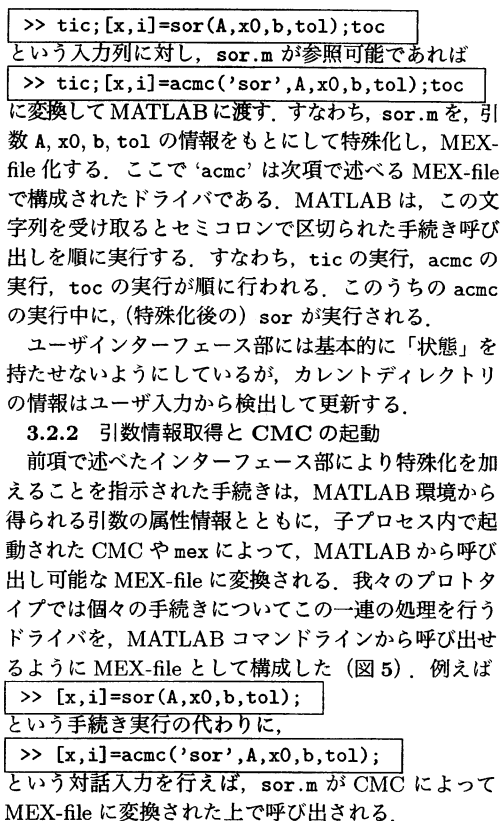 >> tic;[x,i]=sor(A,x0,b,tol);toc
という入力列に対し，sor.m が参照可能であれば
>> tic;[x,i]=acmc('sor',A,x0,b,tol);toc
に変換して MATLAB に渡す．すなわち，sor.m を，引
数 A, x0, b, tol の情報をもとにして特殊化し，MEX-
file 化する．ここで ‘acmc’ は次項で述べる MEX-file
で構成されたドライバである．MATLAB は，この文
字列を受け取るとセミコロンで区切られた手続き呼び
出しを順に実行する．すなわち，tic の実行，acmc の
実行，toc の実行が順に行われる．このうちの acmc
の実行中に，(特殊化後の) sor が実行される．
ユーザインターフェース部には基本的に「状態」を
持たせないようにしているが，カレントディレクトリ
の情報はユーザ入力から検出して更新する．
3.2.2 引数情報取得と CMC の起動
前項で述べたインターフェース部により特殊化を加
えることを指示された手続きは，MATLAB 環境から
得られる引数の属性情報とともに，子プロセス内で起
動された CMC や mex によって，MATLAB から呼び
出し可能な MEX-file に変換される．我々のプロトタ
イプでは個々の手続きについてこの一連の処理を行う
ドライバを，MATLAB コマンドラインから呼び出せ
るように MEX-file として構成した（図 5）．例えば
>> [x,i]=sor(A,x0,b,tol);
という手続き実行の代わりに，
>> [x,i]=acmc('sor',A,x0,b,tol);
という対話入力を行えば，sor.m が CMC によって
MEX-file に変換された上で呼び出される．